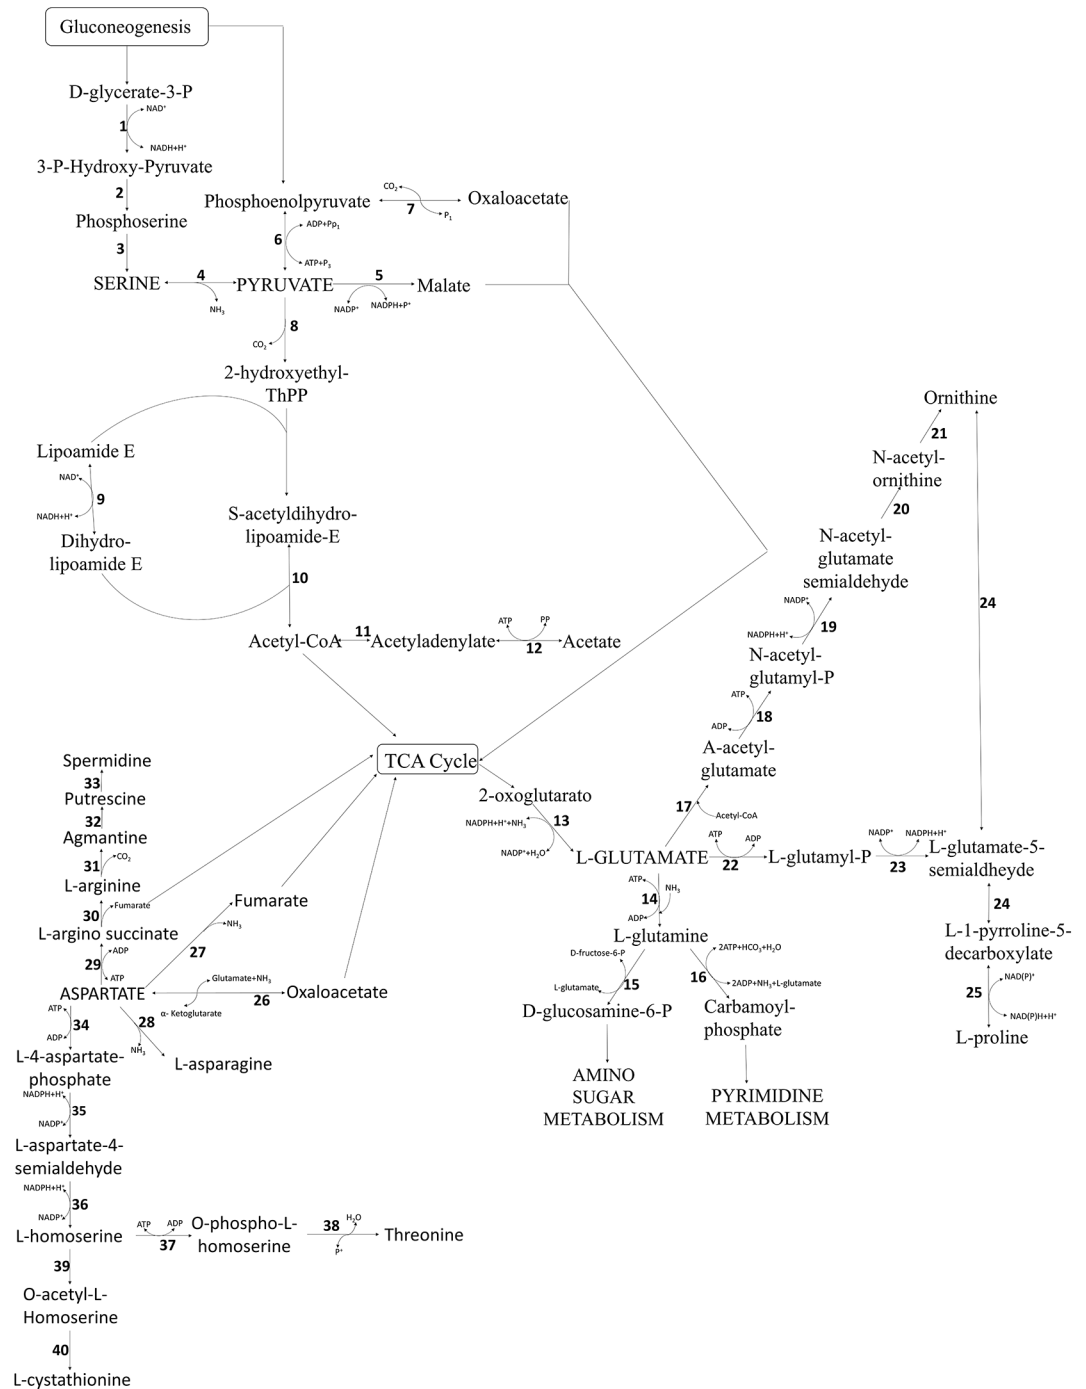 Gluconeogenesis
D-glycerate-3-P
1
NAD⁺
NADH+H⁺
3-P-Hydroxy-Pyruvate
2
Phosphoserine
3
SERINE
4
NH₃
PYRUVATE
Phosphoenolpyruvate
6
ADP+Pp₁
ATP+P₃
7
CO₂
P₁
Oxaloacetate
5
NADP⁺
NADPH+P⁺
Malate
8
CO₂
2-hydroxyethyl-
ThPP
Lipoamide E
NAD⁺
9
NADH+H⁺
Dihydro-
lipoamide E
S-acetyldihydro-
lipoamide-E
10
Acetyl-CoA
11
Acetyladenylate
ATP
PP
12
Acetate
TCA Cycle
2-oxoglutarato
NADPH+H⁺+NH₃
13
NADP⁺+H₂O
L-GLUTAMATE
17
Acetyl-CoA
A-acetyl-
glutamate
ATP
18
ADP
N-acetyl-
glutamyl-P
NADP⁺
19
NADPH+H⁺
N-acetyl-
glutamate
semialdehyde
20
N-acetyl-
ornithine
21
Ornithine
24
ATP
ADP
22
L-glutamyl-P
NADP⁺
NADPH+H⁺
23
L-glutamate-5-
semialdheyde
24
L-1-pyrroline-5-
decarboxylate
NAD(P)⁺
25
NAD(P)H+H⁺
L-proline
ATP
NH₃
14
ADP
L-glutamine
D-fructose-6-P
15
L-glutamate
D-glucosamine-6-P
AMINO
SUGAR
METABOLISM
2ATP+HCO₃+H₂O
16
2ADP+NH₃+L-glutamate
Carbamoyl-
phosphate
PYRIMIDINE
METABOLISM
Spermidine
33
Putrescine
32
Agmantine
31
CO₂
L-arginine
30
Fumarate
L-argino succinate
29
ADP
ATP
ASPARTATE
27
NH₃
Fumarate
Glutamate+NH₃
26
α- Ketoglutarate
Oxaloacetate
28
NH₃
L-asparagine
ATP
34
ADP
L-4-aspartate-
phosphate
NADPH+H⁺
35
NADP⁺
L-aspartate-4-
semialdehyde
NADPH+H⁺
36
NADP⁺
L-homoserine
ATP
ADP
37
O-phospho-L-
homoserine
38
H₂O
P⁺
Threonine
39
O-acetyl-L-
Homoserine
40
L-cystathionine